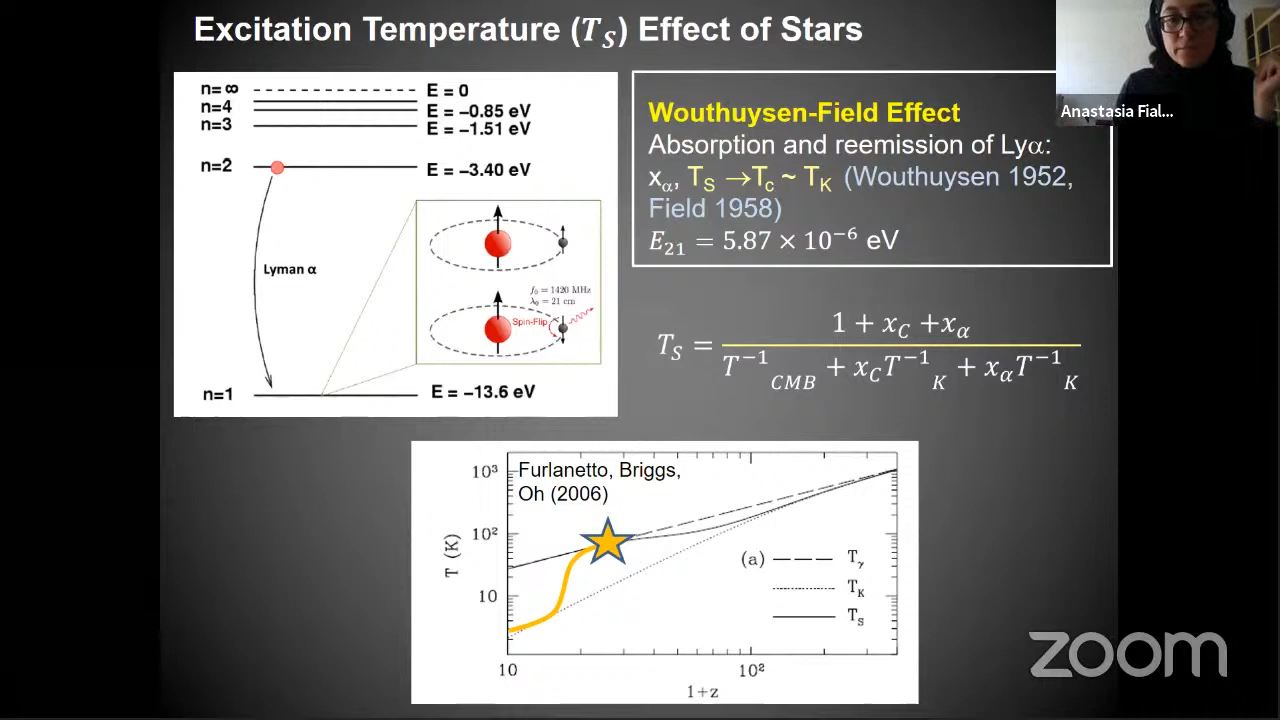 Excitation Temperature (T_S) Effect of Stars
Anastasia Fial...
n=∞
E = 0
n=4
E = −0.85 eV
n=3
E = −1.51 eV
n=2
E = −3.40 eV
Lyman α
f₀ = 1420 MHz
λ₀ = 21 cm
Spin-Flip
n=1
E = −13.6 eV
Wouthuysen-Field Effect
Absorption and reemission of Lyα:
x_α, T_S →T_c ~ T_K (Wouthuysen 1952,
Field 1958)
E₂₁ = 5.87 × 10⁻⁶ eV
T_S = (1 + x_C +x_α) / (T⁻¹_CMB + x_C T⁻¹_K + x_α T⁻¹_K)
Furlanetto, Briggs,
Oh (2006)
10³
10²
10
T (K)
(a)
T_γ
T_K
T_S
10
10²
1+z
zoom